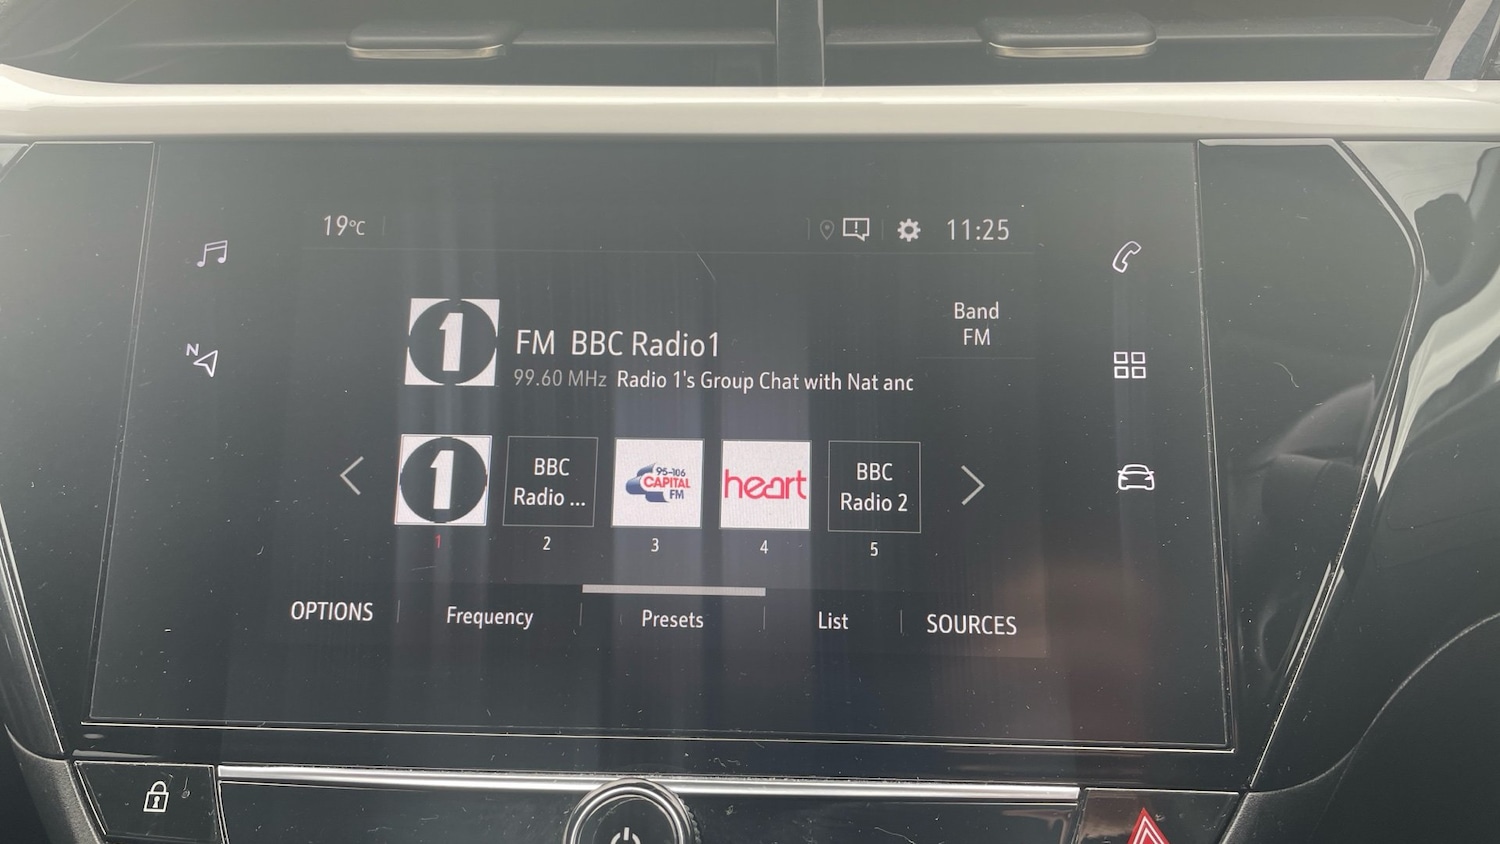 19°C
11:25
N
1
FM BBC Radio1
99.60 MHz Radio 1's Group Chat with Nat anc
Band
FM
1
BBC
Radio ...
95-106
CAPITAL
FM
heart
BBC
Radio 2
1 2 3 4 5
OPTIONS Frequency Presets List SOURCES